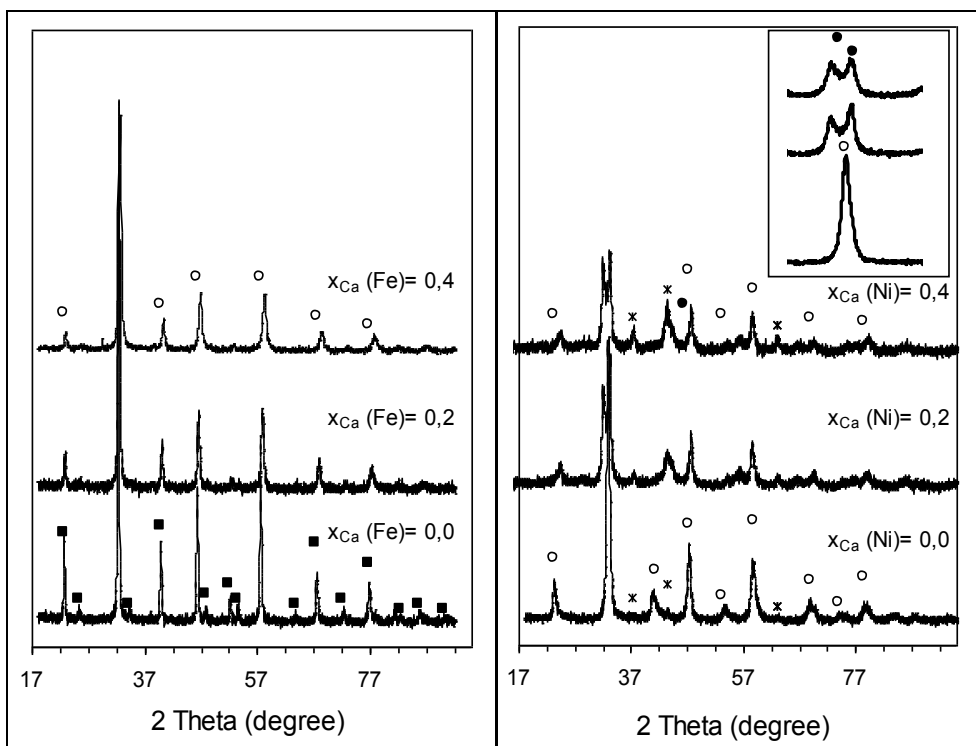 x_Ca (Fe)= 0,4
x_Ca (Fe)= 0,2
x_Ca (Fe)= 0,0
17 37 57 77
2 Theta (degree)
x_Ca (Ni)= 0,4
x_Ca (Ni)= 0,2
x_Ca (Ni)= 0,0
17 37 57 77
2 Theta (degree)